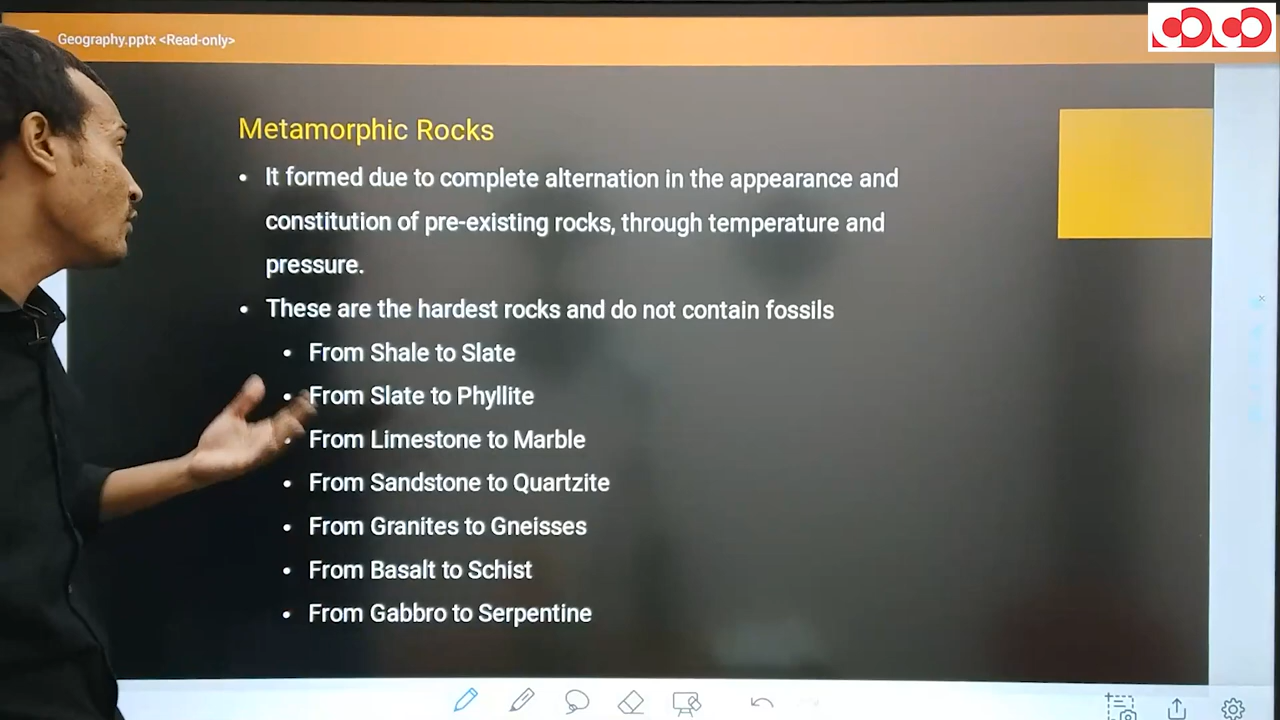 Geography.pptx <Read-only>
Metamorphic Rocks
• It formed due to complete alternation in the appearance and
constitution of pre-existing rocks, through temperature and
pressure.
• These are the hardest rocks and do not contain fossils
• From Shale to Slate
• From Slate to Phyllite
• From Limestone to Marble
• From Sandstone to Quartzite
• From Granites to Gneisses
• From Basalt to Schist
• From Gabbro to Serpentine